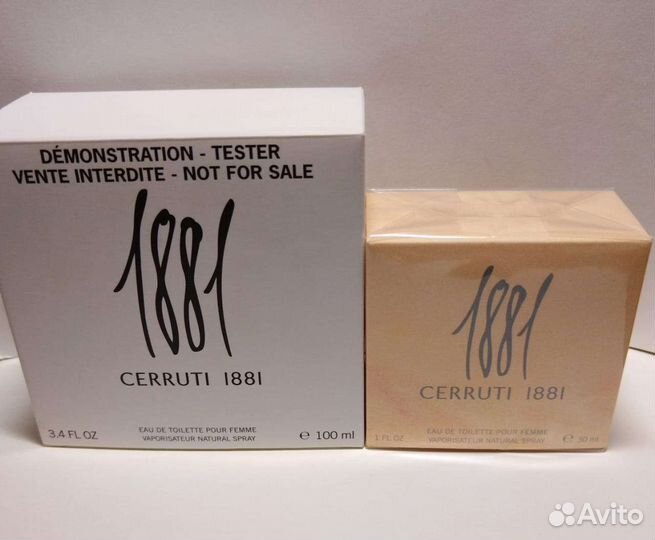 DÉMONSTRATION - TESTER
VENTE INTERDITE - NOT FOR SALE
1881
CERRUTI 1881
3.4 FL OZ
EAU DE TOILETTE POUR FEMME
VAPORISATEUR NATURAL SPRAY
e 100 ml
1881
CERRUTI 1881
1 FL OZ
EAU DE TOILETTE POUR FEMME
VAPORISATEUR NATURAL SPRAY
e 30 ml
Avito